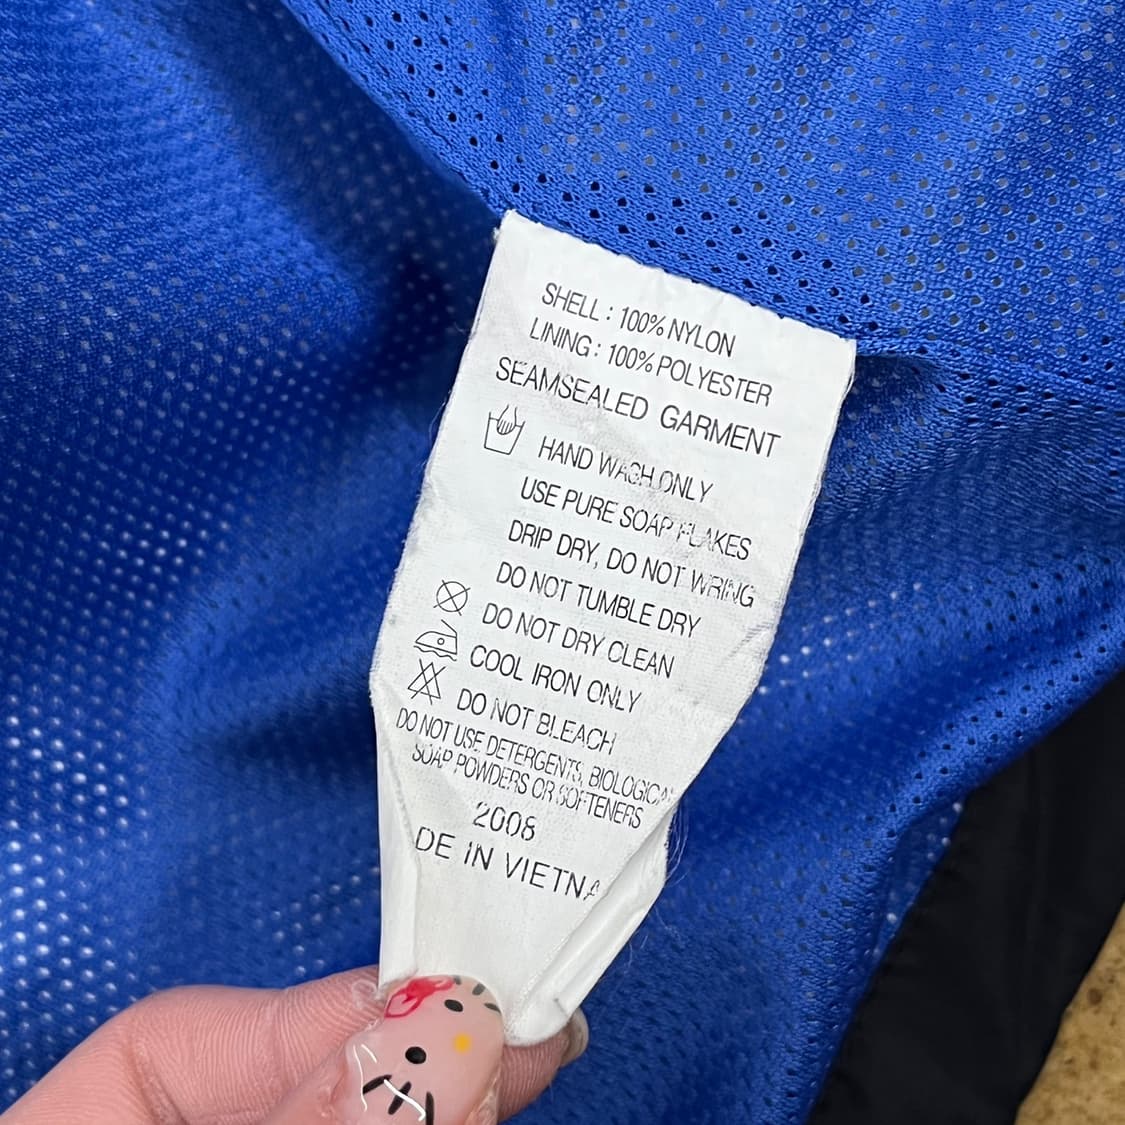 SHELL : 100% NYLON
LINING : 100% POLYESTER
SEAMSEALED GARMENT
HAND WASH ONLY
USE PURE SOAP FLAKES
DRIP DRY, DO NOT WRING
DO NOT TUMBLE DRY
DO NOT DRY CLEAN
COOL IRON ONLY
DO NOT BLEACH
DO NOT USE DETERGENTS, BIOLOGICA
SOAP POWDERS OR SOFTENERS
2008
DE IN VIETNA